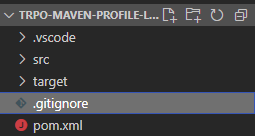 TRPO-MAVEN-PROFILE-L...
.vscode
src
target
.gitignore
pom.xml